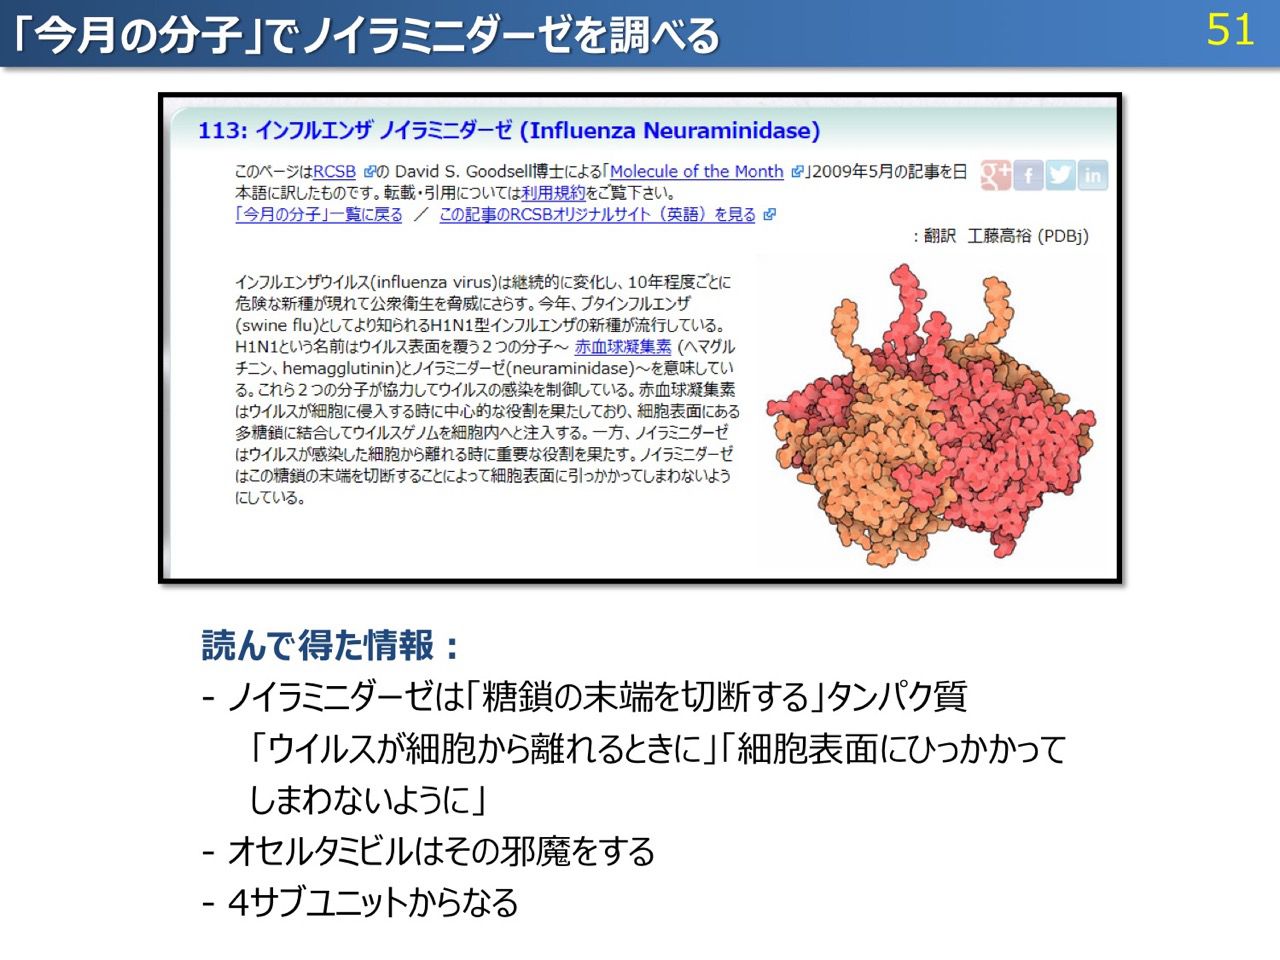 「今月の分子」でノイラミニダーゼを調べる
51
113: インフルエンザ ノイラミニダーゼ (Influenza Neuraminidase)
このページはRCSB の David S. Goodsell博士による「Molecule of the Month 」2009年5月の記事を日
本語に訳したものです。転載・引用については利用規約をご覧下さい。
「今月の分子」一覧に戻る ／ この記事のRCSBオリジナルサイト（英語）を見る
g+ f in
: 翻訳 工藤高裕 (PDBj)
インフルエンザウイルス(influenza virus)は継続的に変化し、10年程度ごとに
危険な新種が現れて公衆衛生を脅威にさらす。今年、ブタインフルエンザ
(swine flu)としてより知られるH1N1型インフルエンザの新種が流行している。
H1N1という名前はウイルス表面を覆う２つの分子～ 赤血球凝集素 (ヘマグル
チニン、hemagglutinin)とノイラミニダーゼ(neuraminidase)～を意味してい
る。これら２つの分子が協力してウイルスの感染を制御している。赤血球凝集素
はウイルスが細胞に侵入する時に中心的な役割を果たしており、細胞表面にある
多糖鎖に結合してウイルスゲノムを細胞内へと注入する。一方、ノイラミニダーゼ
はウイルスが感染した細胞から離れる時に重要な役割を果たす。ノイラミニダーゼ
はこの糖鎖の末端を切断することによって細胞表面に引っかかってしまわないよう
にしている。
読んで得た情報：
- ノイラミニダーゼは「糖鎖の末端を切断する」タンパク質
「ウイルスが細胞から離れるときに」「細胞表面にひっかかって
しまわないように」
- オセルタミビルはその邪魔をする
- 4サブユニットからなる